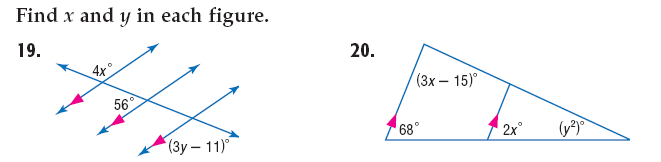 Find x and y in each figure.
19.
4x°
56°
(3y – 11)°
20.
(3x – 15)°
68°
2x°
(y²)°